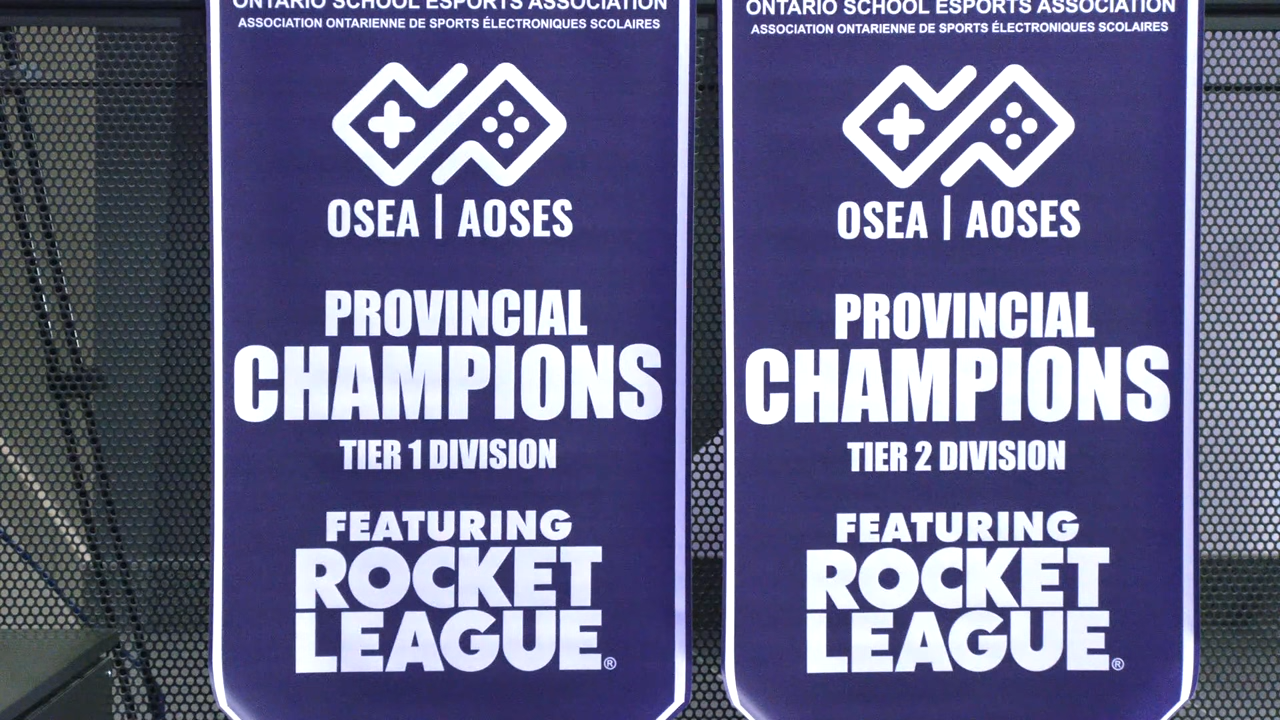 ONTARIO SCHOOL ESPORTS ASSOCIATION
ASSOCIATION ONTARIENNE DE SPORTS ÉLECTRONIQUES SCOLAIRES
OSEA | AOSES
PROVINCIAL
CHAMPIONS
TIER 1 DIVISION
FEATURING
ROCKET
LEAGUE®
ONTARIO SCHOOL ESPORTS ASSOCIATION
ASSOCIATION ONTARIENNE DE SPORTS ÉLECTRONIQUES SCOLAIRES
OSEA | AOSES
PROVINCIAL
CHAMPIONS
TIER 2 DIVISION
FEATURING
ROCKET
LEAGUE®